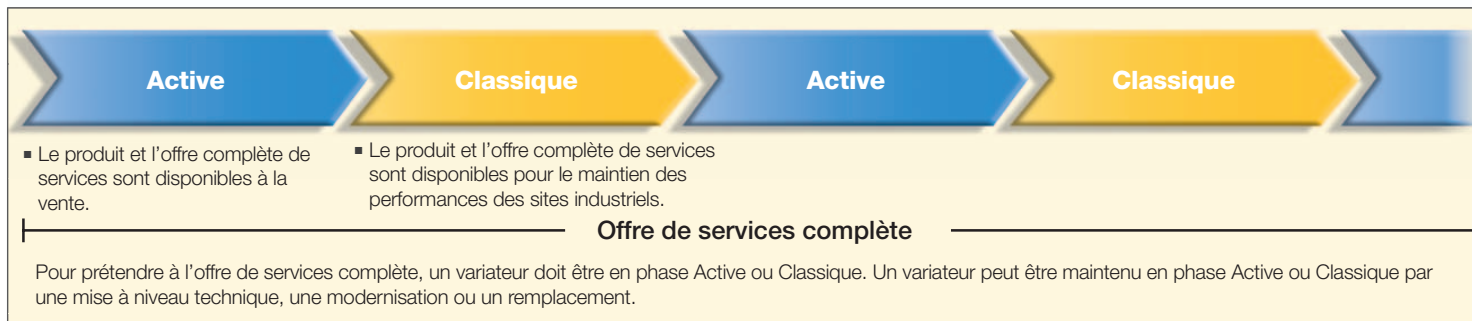 Active Classique Active Classique
■ Le produit et l'offre complète de
services sont disponibles à la
vente.
■ Le produit et l'offre complète de services
sont disponibles pour le maintien des
performances des sites industriels.
Offre de services complète
Pour prétendre à l'offre de services complète, un variateur doit être en phase Active ou Classique. Un variateur peut être maintenu en phase Active ou Classique par
une mise à niveau technique, une modernisation ou un remplacement.